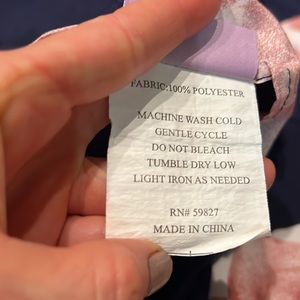 FABRIC:100% POLYESTER
MACHINE WASH COLD
GENTLE CYCLE
DO NOT BLEACH
TUMBLE DRY LOW
LIGHT IRON AS NEEDED
RN# 59827
MADE IN CHINA